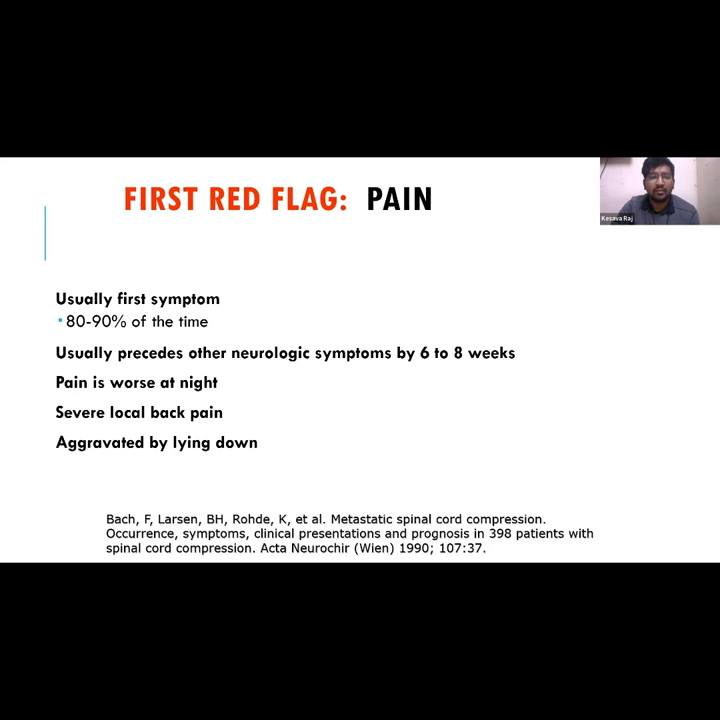 FIRST RED FLAG: PAIN
Kesava Raj
Usually first symptom
▪80-90% of the time
Usually precedes other neurologic symptoms by 6 to 8 weeks
Pain is worse at night
Severe local back pain
Aggravated by lying down
Bach, F, Larsen, BH, Rohde, K, et al. Metastatic spinal cord compression.
Occurrence, symptoms, clinical presentations and prognosis in 398 patients with
spinal cord compression. Acta Neurochir (Wien) 1990; 107:37.